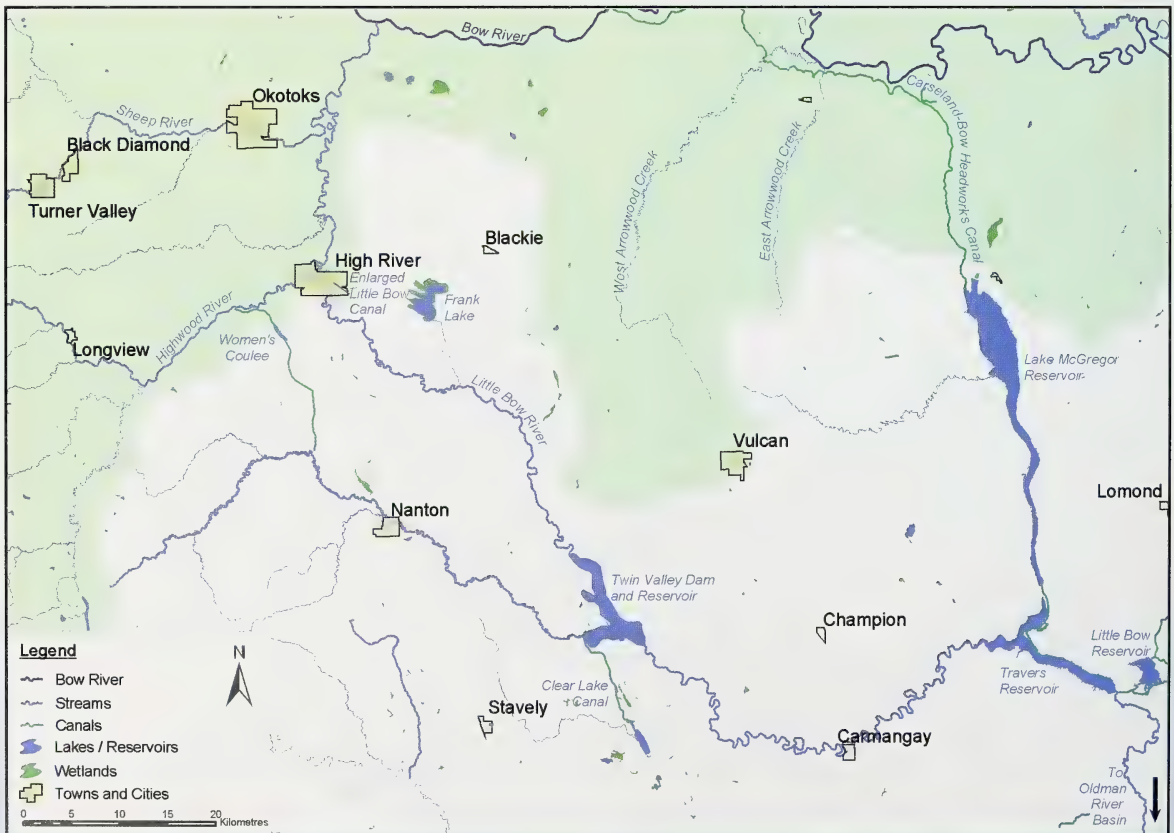 Bow River
Carseland-Bow Headworks Canal
Okotoks
Sheep River
Black Diamond
Turner Valley
West Arrowwood Creek
East Arrowwood Creek
Blackie
High River
Enlarged
Little Bow
Canal
Frank
Lake
Highwood River
Women's
Coulee
Longview
Lake McGregor
Reservoir
Little Bow River
Vulcan
Lomond
Nanton
Twin Valley Dam
and Reservoir
Champion
Little Bow
Reservoir
Travers
Reservoir
Clear Lake
Canal
Stavely
Carmangay
To
Oldman
River
Basin
N
Legend
Bow River
Streams
Canals
Lakes / Reservoirs
Wetlands
Towns and Cities
0 5 10 15 20
Kilometres